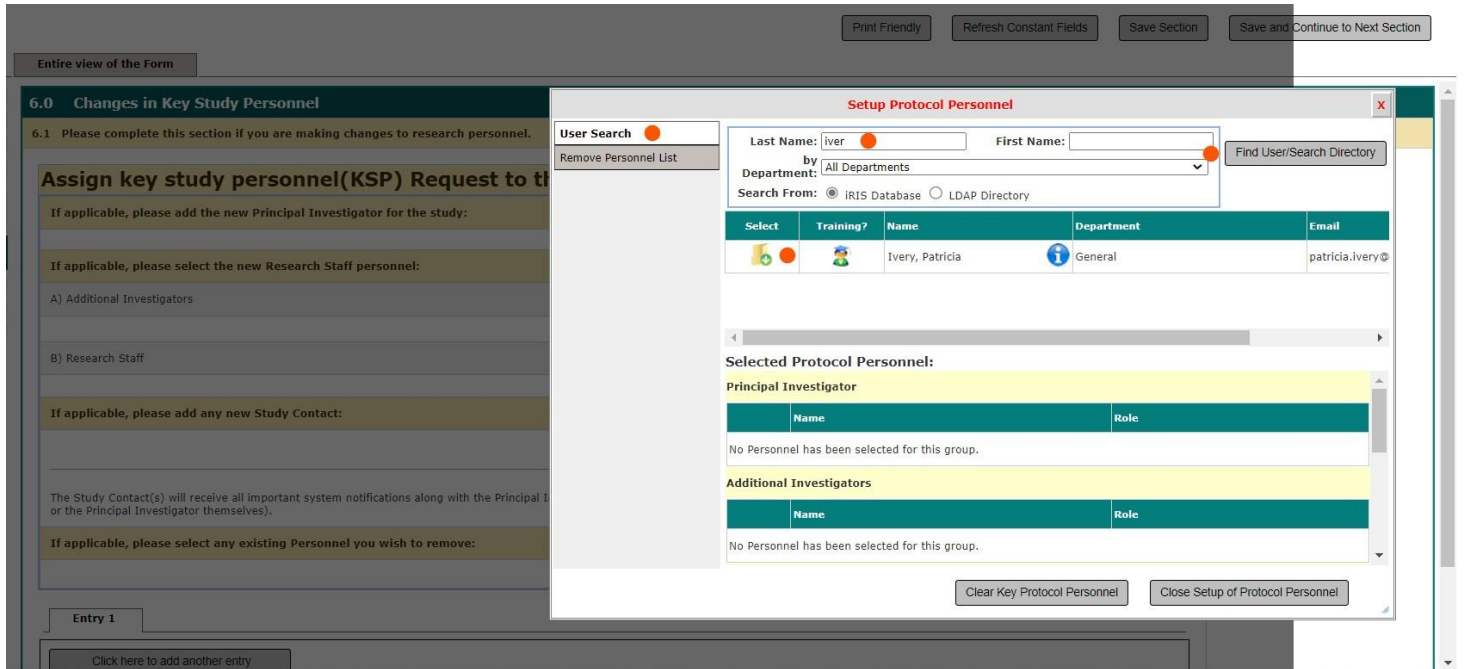 Print Friendly
Refresh Constant Fields
Save Section
Save and Continue to Next Section
Entire view of the Form
6.0 Changes in Key Study Personnel
6.1 Please complete this section if you are making changes to research personnel.
Assign key study personnel(KSP) Request to th
If applicable, please add the new Principal Investigator for the study:
If applicable, please select the new Research Staff personnel:
A) Additional Investigators
B) Research Staff
If applicable, please add any new Study Contact:
The Study Contact(s) will receive all important system notifications along with the Principal I
or the Principal Investigator themselves).
If applicable, please select any existing Personnel you wish to remove:
Entry 1
Click here to add another entry
Setup Protocol Personnel
X
User Search
Remove Personnel List
Last Name: iver First Name:
Find User/Search Directory
by Department: All Departments
Search From: iRIS Database LDAP Directory
Select Training? Name Department Email
Ivery, Patricia General patricia.ivery@
Selected Protocol Personnel:
Principal Investigator
Name Role
No Personnel has been selected for this group.
Additional Investigators
Name Role
No Personnel has been selected for this group.
Clear Key Protocol Personnel
Close Setup of Protocol Personnel